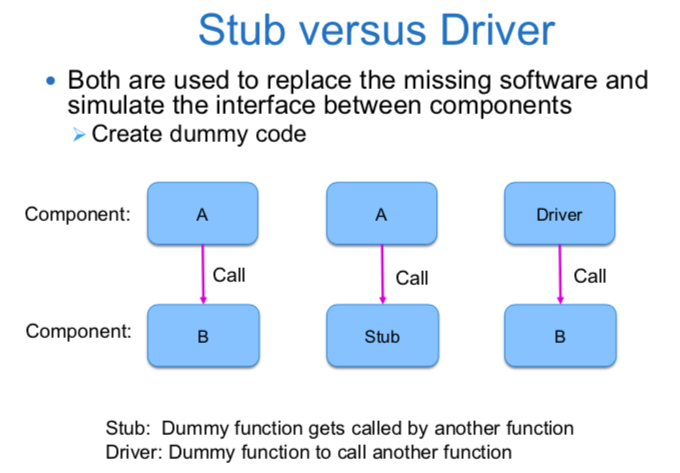 Stub versus Driver
• Both are used to replace the missing software and
simulate the interface between components
➢ Create dummy code
Component: A A Driver
Call Call Call
Component: B Stub B
Stub: Dummy function gets called by another function
Driver: Dummy function to call another function